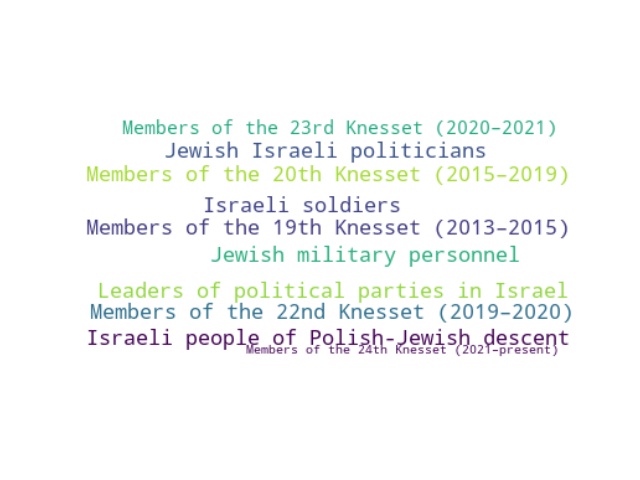 Members of the 23rd Knesset (2020–2021)
Jewish Israeli politicians
Members of the 20th Knesset (2015–2019)
Israeli soldiers
Members of the 19th Knesset (2013–2015)
Jewish military personnel
Leaders of political parties in Israel
Members of the 22nd Knesset (2019–2020)
Israeli people of Polish-Jewish descent
Members of the 24th Knesset (2021–present)